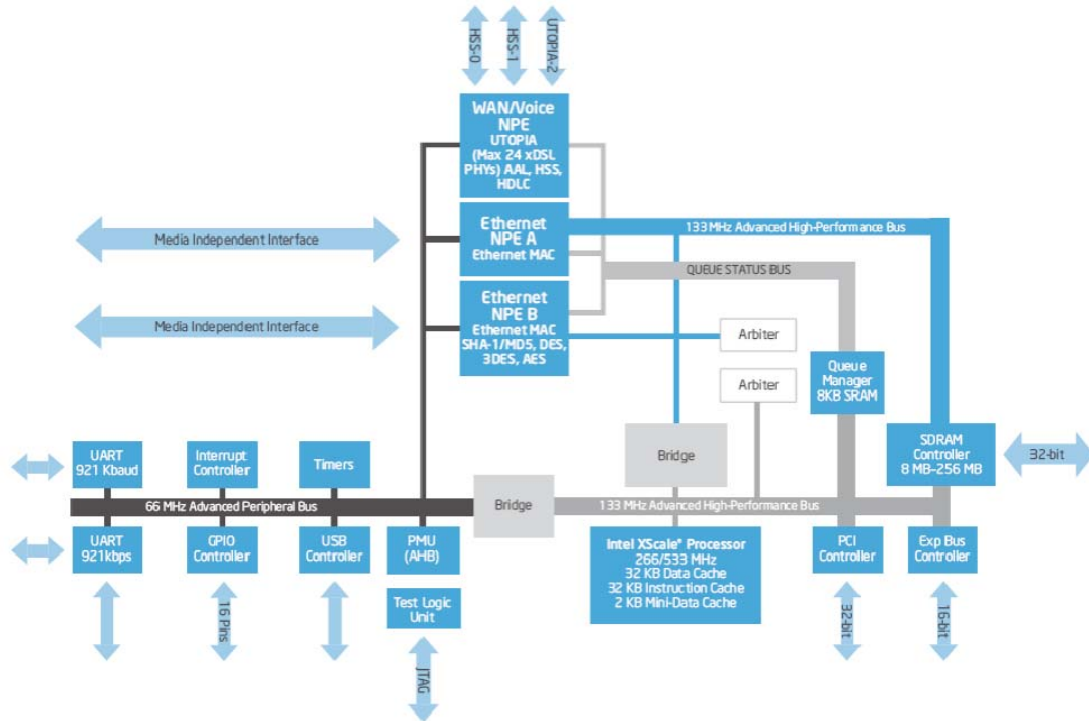 HSS-0
HSS-1
UTOPIA-2
WAN/Voice
NPE
UTOPIA
(Max 24 xDSL
PHYs) AAL, HSS,
HDLC
Media Independent Interface
Ethernet
NPE A
Ethernet MAC
133 MHz Advanced High-Performance Bus
QUEUE STATUS BUS
Media Independent Interface
Ethernet
NPE B
Ethernet MAC
SHA-1/MD5, DES,
3DES, AES
Arbiter
Arbiter
Queue
Manager
8KB SRAM
UART
921 Kbaud
Interrupt
Controller
Timers
Bridge
SDRAM
Controller
8 MB-256 MB
32-bit
66 MHz Advanced Peripheral Bus
Bridge
133 MHz Advanced High-Performance Bus
UART
921kbps
GPIO
Controller
USB
Controller
PMU
(AHB)
Intel XScale® Processor
266/533 MHz
32 KB Data Cache
32 KB Instruction Cache
2 KB Mini-Data Cache
PCI
Controller
Exp Bus
Controller
Test Logic
Unit
16 Pins
JTAG
32-bit
16-bit